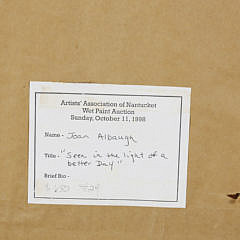 Artists' Association of Nantucket
Wet Paint Auction
Sunday, October 11, 1998
Name - Joan Albaugh
Title - "Seen in the light of a
better Day"
Brief Bio -